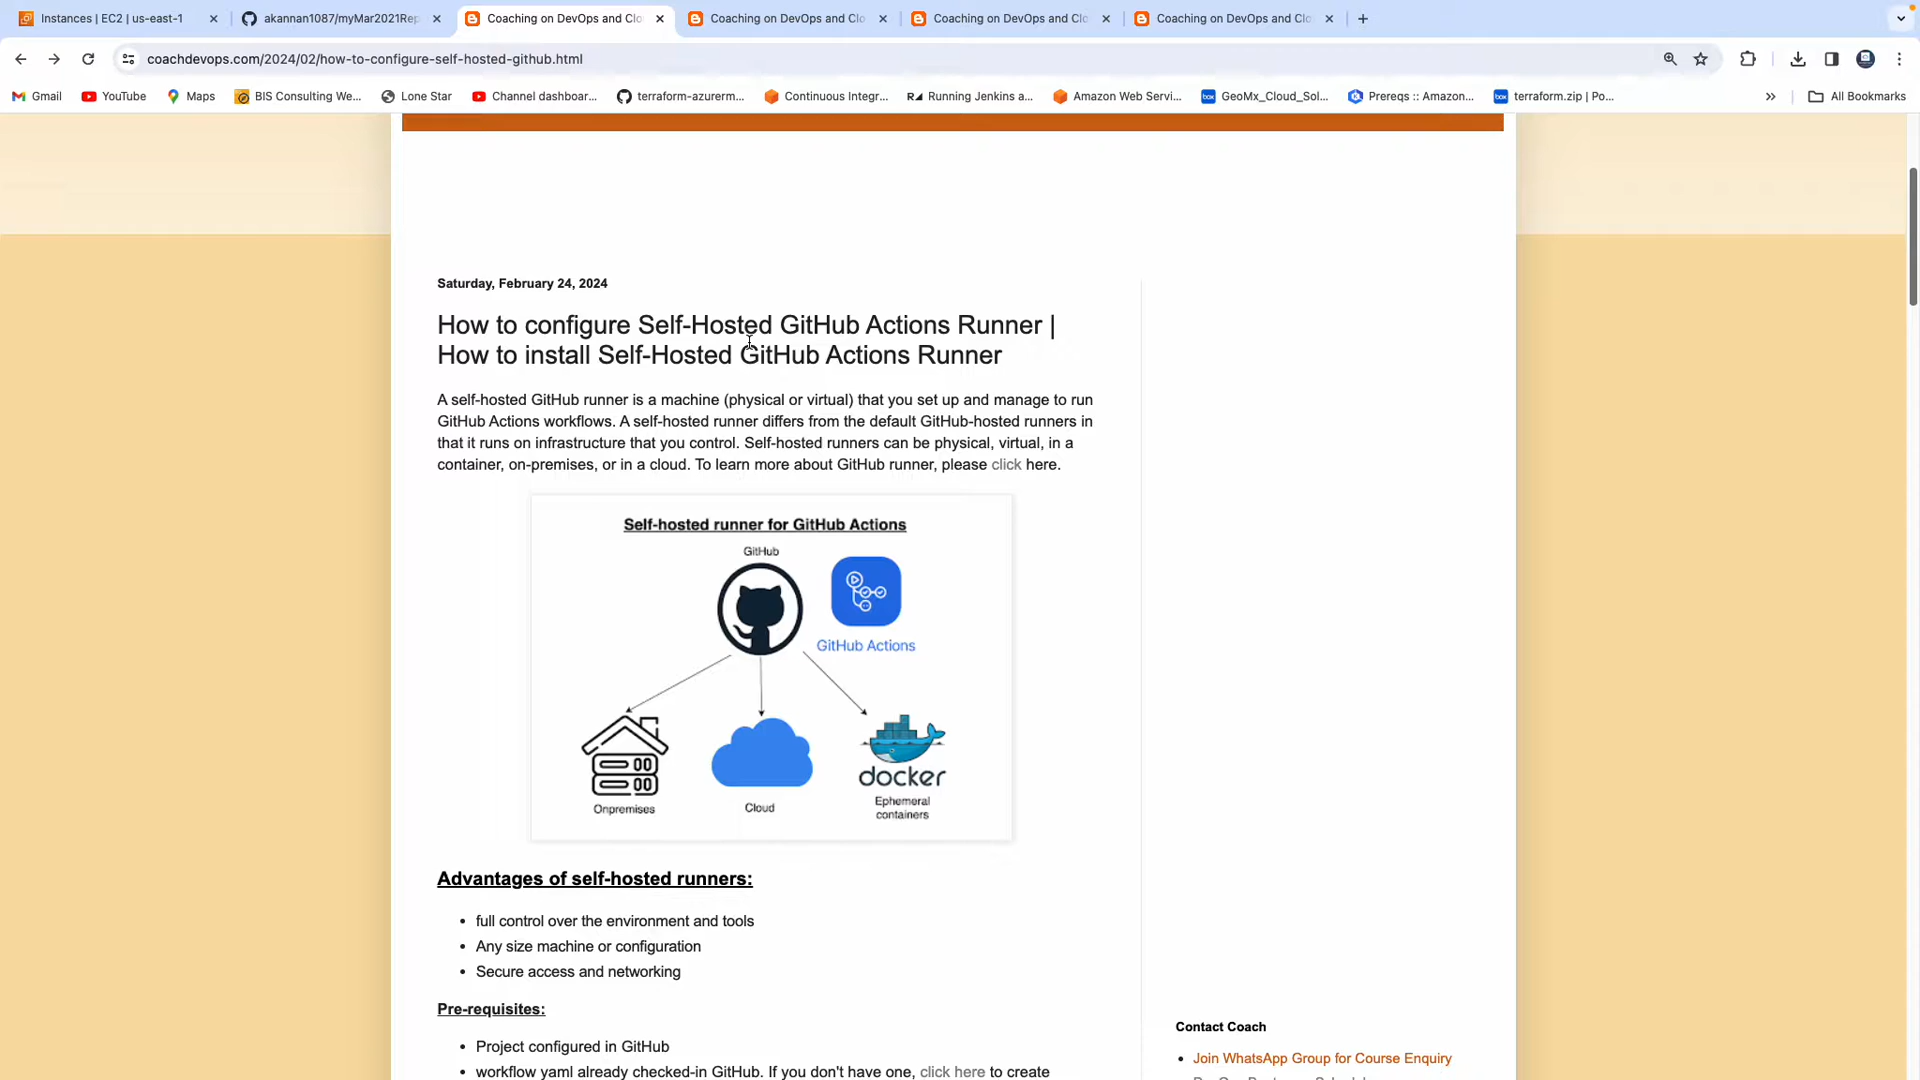 Instances | EC2 | us-east-1
akannan1087/myMar2021Rep
Coaching on DevOps and Clo
Coaching on DevOps and Clo
Coaching on DevOps and Clo
Coaching on DevOps and Clo
coachdevops.com/2024/02/how-to-configure-self-hosted-github.html
Gmail
YouTube
Maps
BIS Consulting We...
Lone Star
Channel dashboar...
terraform-azurerm...
Continuous Integr...
Running Jenkins a...
Amazon Web Servi...
GeoMx_Cloud_Sol...
Prereqs :: Amazon...
terraform.zip | Po...
All Bookmarks
Saturday, February 24, 2024
How to configure Self-Hosted GitHub Actions Runner |
How to install Self-Hosted GitHub Actions Runner
A self-hosted GitHub runner is a machine (physical or virtual) that you set up and manage to run
GitHub Actions workflows. A self-hosted runner differs from the default GitHub-hosted runners in
that it runs on infrastructure that you control. Self-hosted runners can be physical, virtual, in a
container, on-premises, or in a cloud. To learn more about GitHub runner, please click here.
Self-hosted runner for GitHub Actions
GitHub
GitHub Actions
docker
Onpremises
Cloud
Ephemeral
containers
Advantages of self-hosted runners:
• full control over the environment and tools
• Any size machine or configuration
• Secure access and networking
Pre-requisites:
• Project configured in GitHub
• workflow yaml already checked-in GitHub. If you don't have one, click here to create
Contact Coach
• Join WhatsApp Group for Course Enquiry